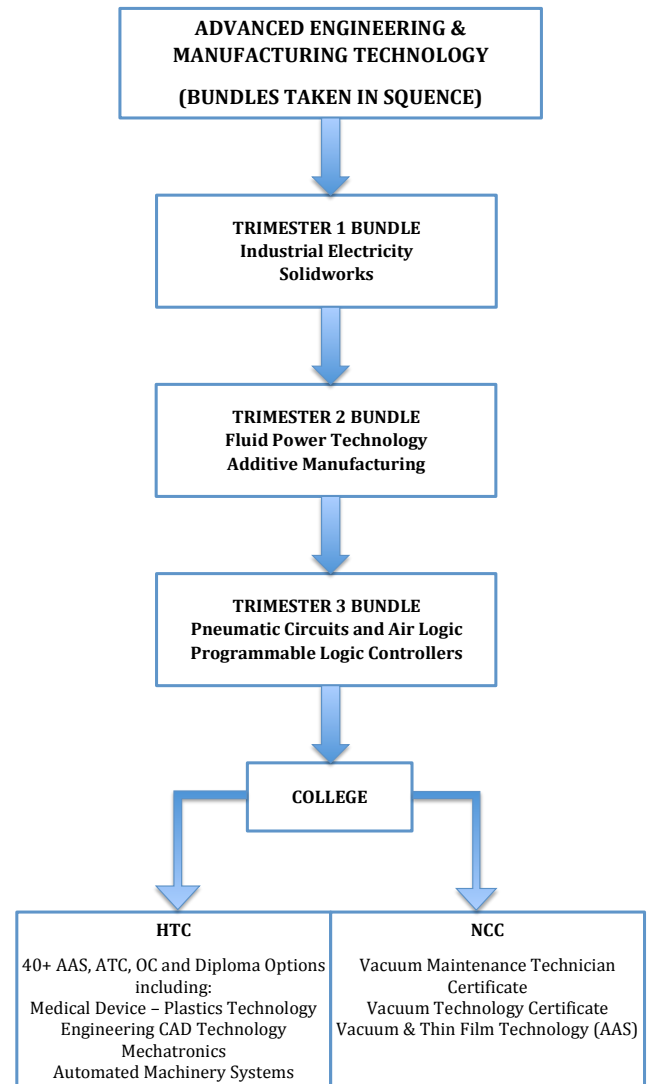 ADVANCED ENGINEERING &
MANUFACTURING TECHNOLOGY
(BUNDLES TAKEN IN SQUENCE)
TRIMESTER 1 BUNDLE
Industrial Electricity
Solidworks
TRIMESTER 2 BUNDLE
Fluid Power Technology
Additive Manufacturing
TRIMESTER 3 BUNDLE
Pneumatic Circuits and Air Logic
Programmable Logic Controllers
COLLEGE
HTC
40+ AAS, ATC, OC and Diploma Options
including:
Medical Device – Plastics Technology
Engineering CAD Technology
Mechatronics
Automated Machinery Systems
NCC
Vacuum Maintenance Technician
Certificate
Vacuum Technology Certificate
Vacuum & Thin Film Technology (AAS)